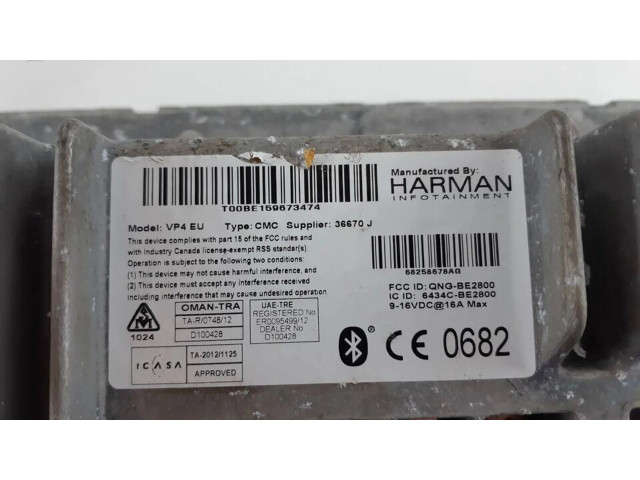 T00BE159673474
Manufactured By:
HARMAN
INFOTAINMENT
Model: VP4 EU Type: CMC Supplier: 36670 J
This device complies with part 15 of the FCC rules and
with Industry Canada license-exempt RSS standard(s).
Operation is subject to the following two conditions:
(1) This device may not cause harmful interference, and
(2) This device must accept any interference received
including interference that may cause undesired operation
68258678AG
FCC ID: QNG-BE2800
IC ID: 6434C-BE2800
9-16VDC@16A Max
1024
OMAN-TRA
TA-R/0748/12
D100428
UAE-TRE
REGISTERED No
ER0095499/12
DEALER No
D100428
ICASA
TA-2012/1125
APPROVED
CE 0682